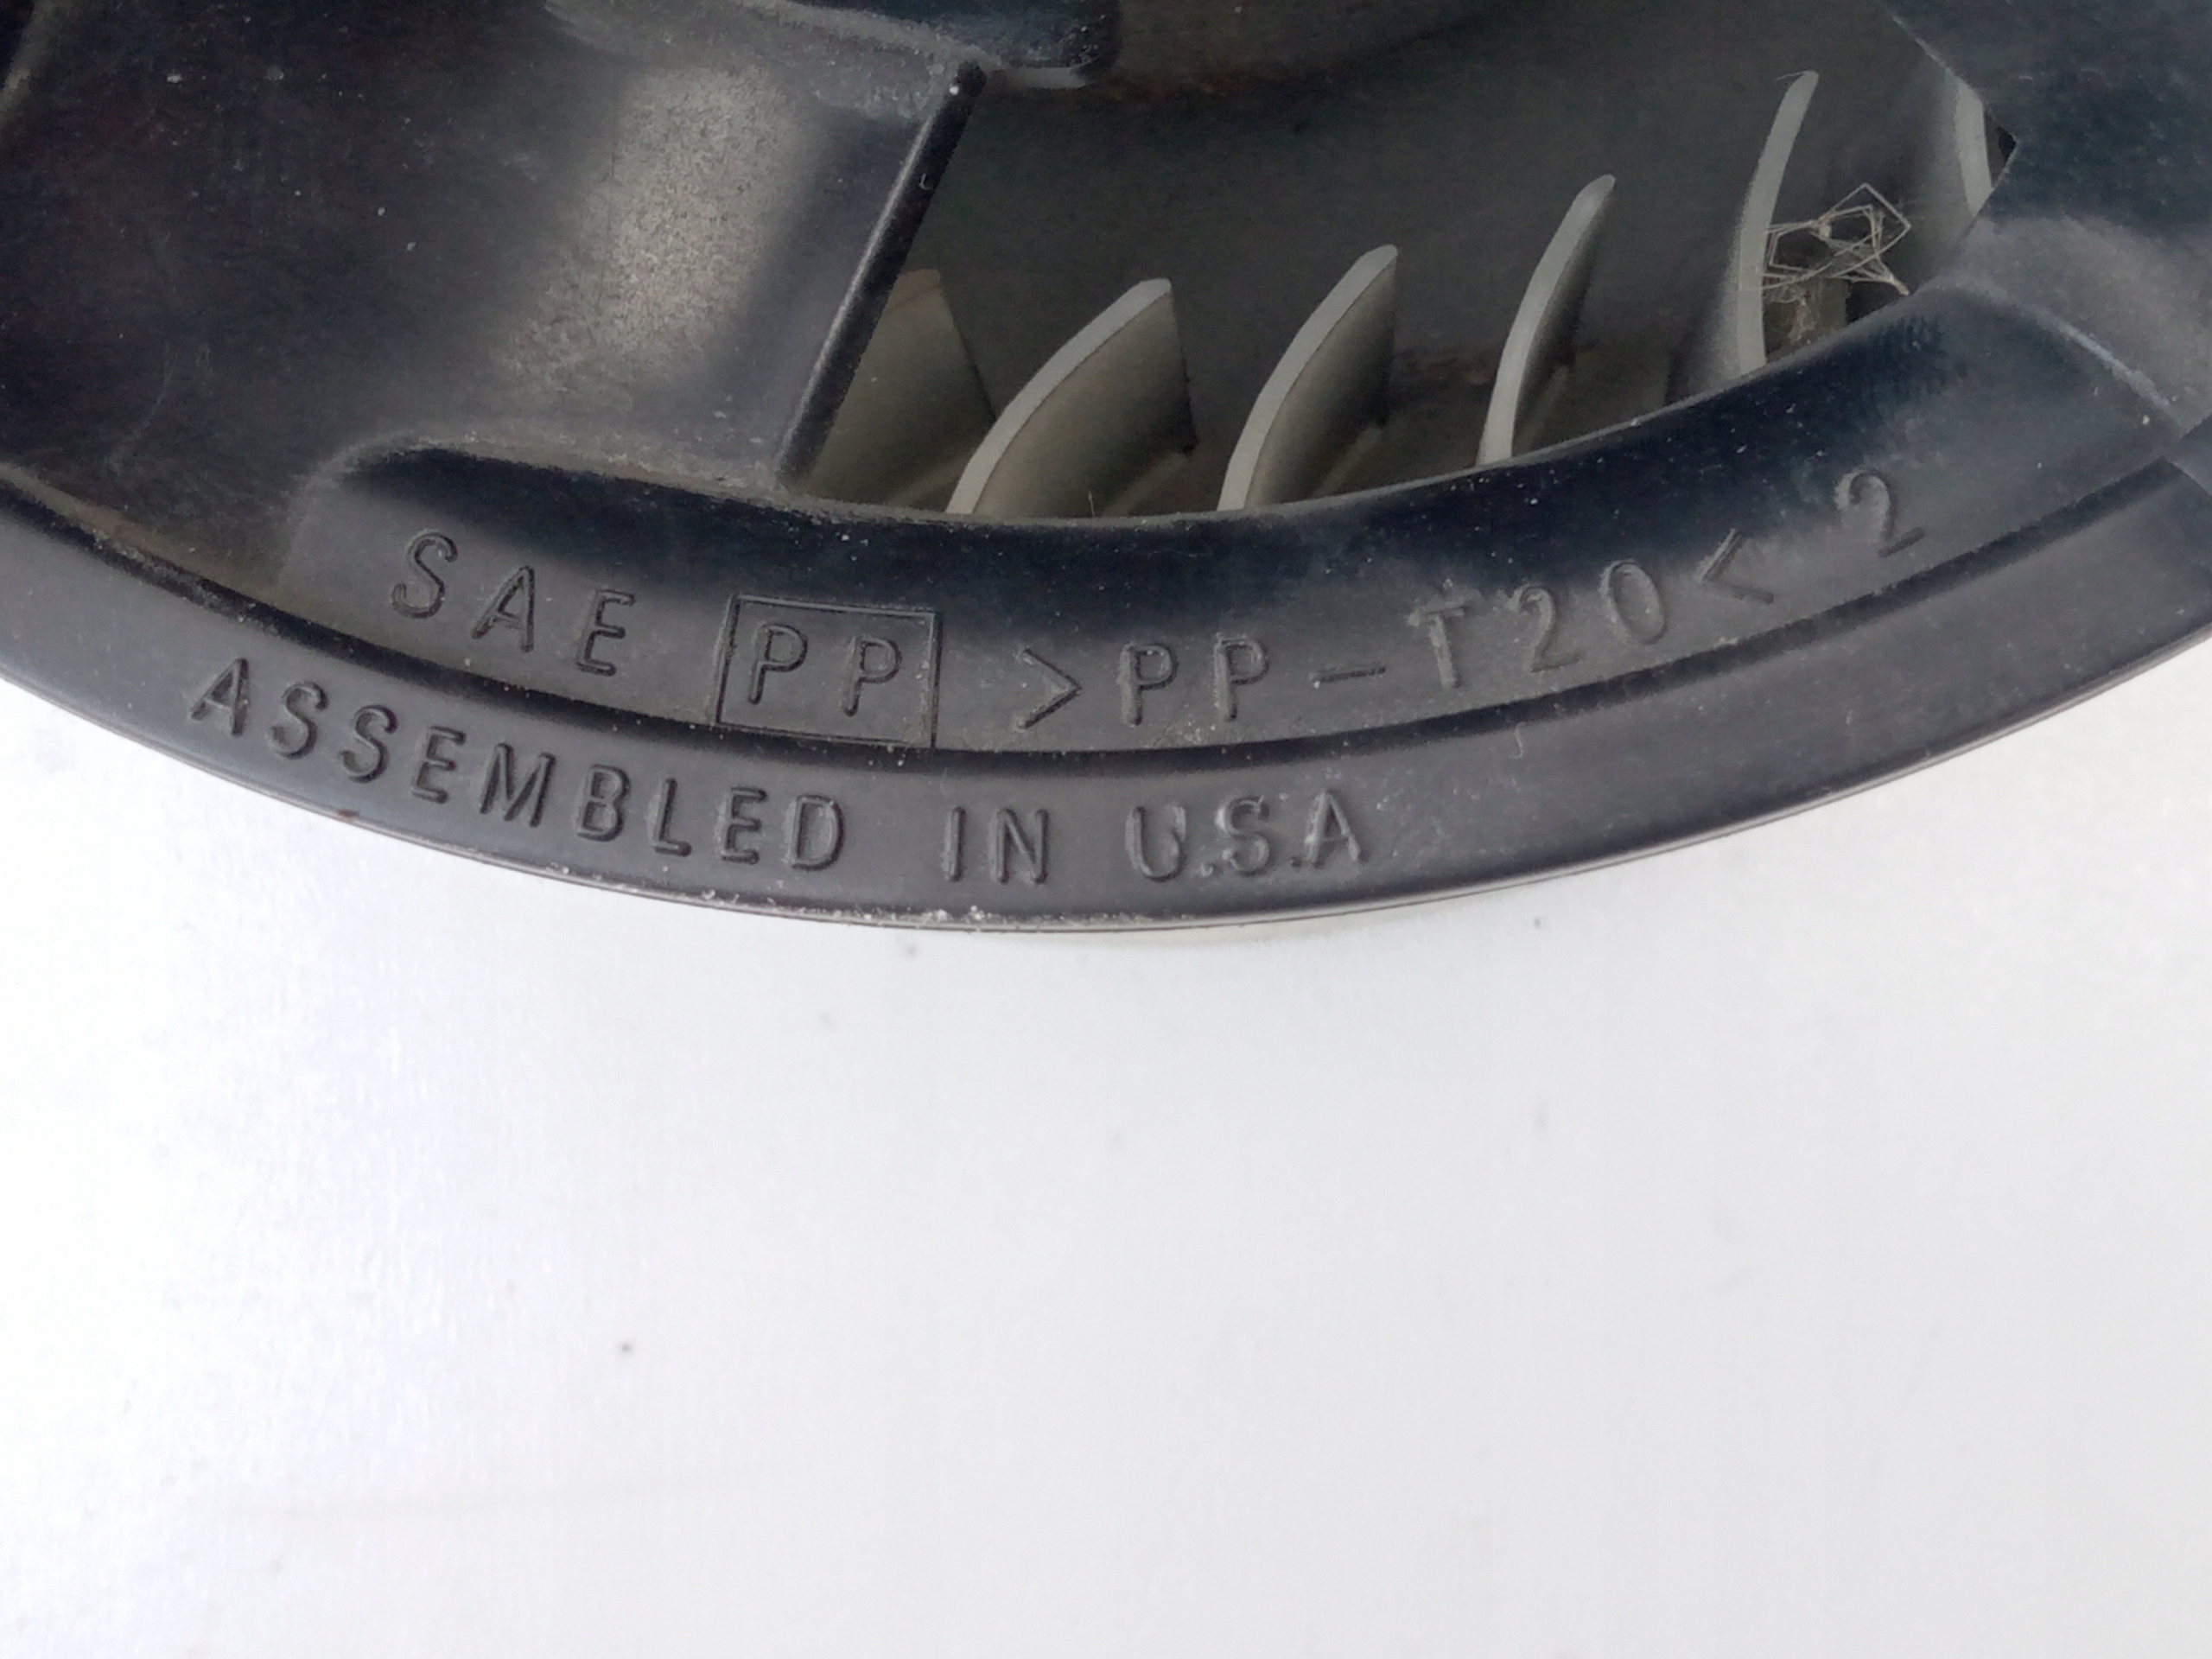 SAE PP >PP-T20< 2
ASSEMBLED IN U.S.A